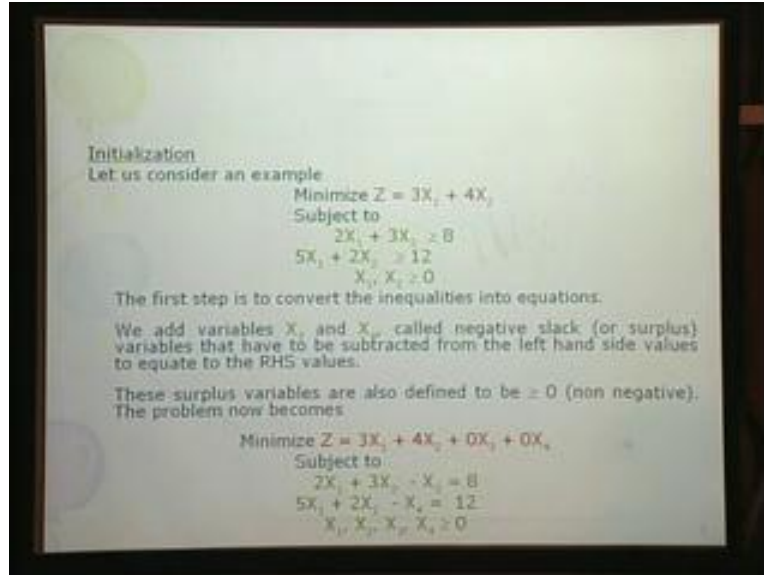 Initialization
Let us consider an example
Minimize Z = 3X₁ + 4X₂
Subject to
2X₁ + 3X₂ ≥ 8
5X₁ + 2X₂ ≥ 12
X₁, X₂ ≥ 0
The first step is to convert the inequalities into equations.
We add variables X₃ and X₄, called negative slack (or surplus)
variables that have to be subtracted from the left hand side values
to equate to the RHS values.
These surplus variables are also defined to be ≥ 0 (non negative).
The problem now becomes
Minimize Z = 3X₁ + 4X₂ + 0X₃ + 0X₄
Subject to
2X₁ + 3X₂ - X₃ = 8
5X₁ + 2X₂ - X₄ = 12
X₁, X₂, X₃, X₄ ≥ 0